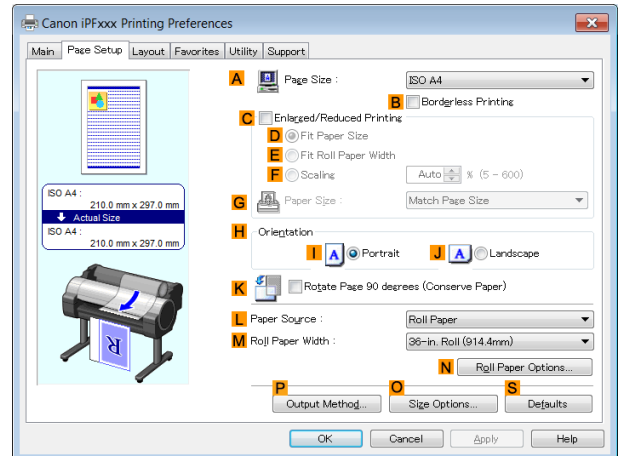 Canon iPFxxx Printing Preferences
Main Page Setup Layout Favorites Utility Support
A Page Size : ISO A4
B Borderless Printing
C Enlarged/Reduced Printing
D Fit Paper Size
E Fit Roll Paper Width
F Scaling Auto % (5 - 600)
G Paper Size : Match Page Size
ISO A4 :
210.0 mm x 297.0 mm
Actual Size
ISO A4 :
210.0 mm x 297.0 mm
H Orientation
I A Portrait J A Landscape
K Rotate Page 90 degrees (Conserve Paper)
L Paper Source : Roll Paper
M Roll Paper Width : 36-in. Roll (914.4mm)
R
N Roll Paper Options...
P O S
Output Method... Size Options... Defaults
OK Cancel Apply Help